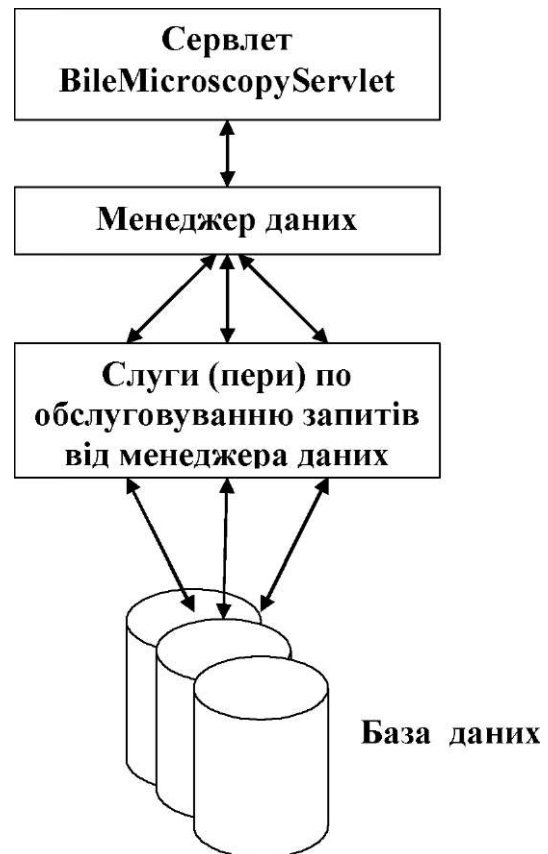 Сервлет
BileMicroscopyServlet
Менеджер даних
Слуги (пери) по
обслуговуванню запитів
від менеджера даних
База даних